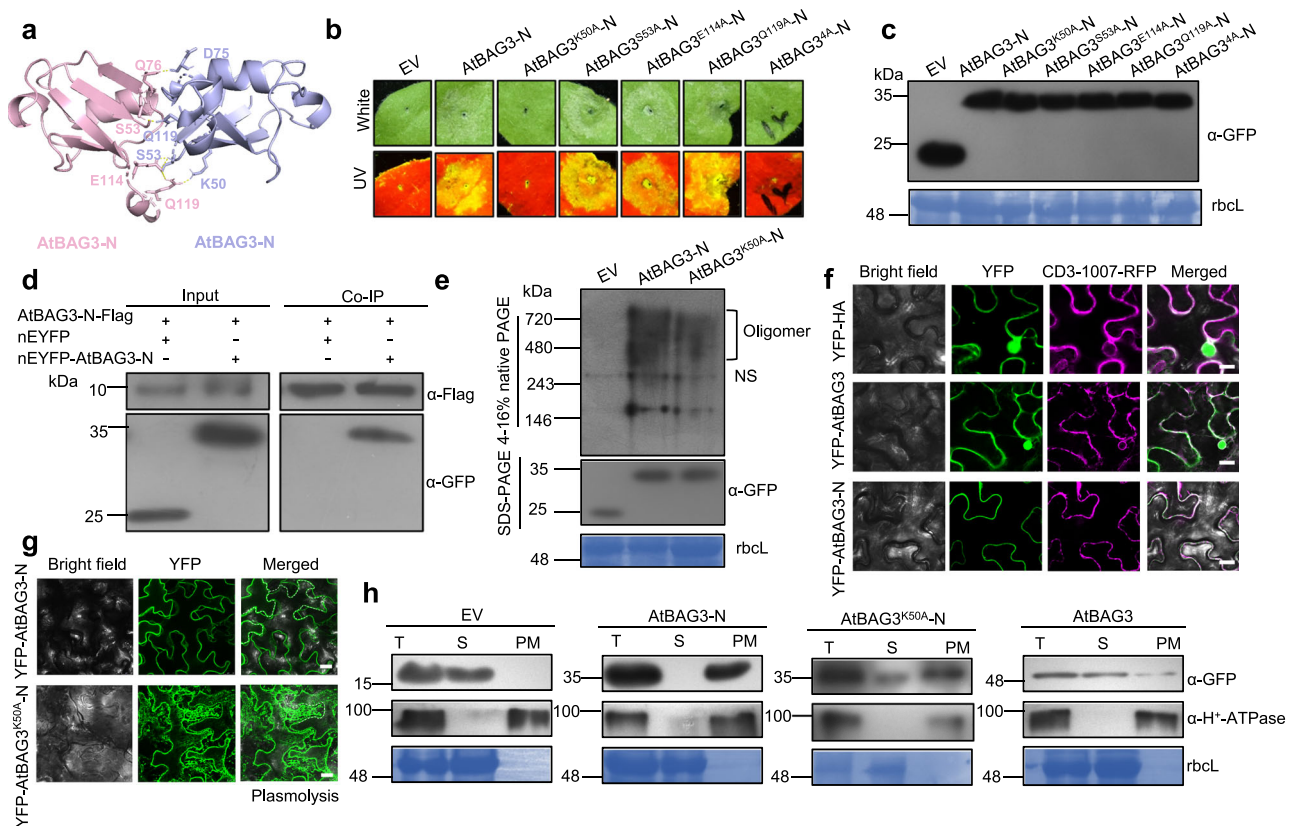 a
Q76
D75
S53
Q119
S53
E114
K50
Q119
AtBAG3-N
AtBAG3-N
b
EV
AtBAG3-N
AtBAG3K50A-N
AtBAG3S53A-N
AtBAG3E114A-N
AtBAG3Q119A-N
AtBAG34A-N
White
UV
c
EV
AtBAG3-N
AtBAG3K50A-N
AtBAG3S53A-N
AtBAG3E114A-N
AtBAG3Q119A-N
AtBAG34A-N
kDa
35
25
α-GFP
48
rbcL
d
Input
Co-IP
AtBAG3-N-Flag + + + +
nEYFP + - + -
nEYFP-AtBAG3-N - + - +
kDa
10
α-Flag
35
α-GFP
25
e
EV
AtBAG3-N
AtBAG3K50A-N
kDa
720
480
243
146
Oligomer
NS
4-16% native PAGE
35
25
α-GFP
SDS-PAGE
48
rbcL
f
Bright field YFP CD3-1007-RFP Merged
YFP-HA
YFP-AtBAG3
YFP-AtBAG3-N
g
Bright field YFP Merged
YFP-AtBAG3-N
YFP-AtBAG3K50A-N
Plasmolysis
h
EV
T S PM
15
100
48
AtBAG3-N
T S PM
35
100
48
AtBAG3K50A-N
T S PM
35
100
48
AtBAG3
T S PM
48
α-GFP
100
α-H+-ATPase
48
rbcL